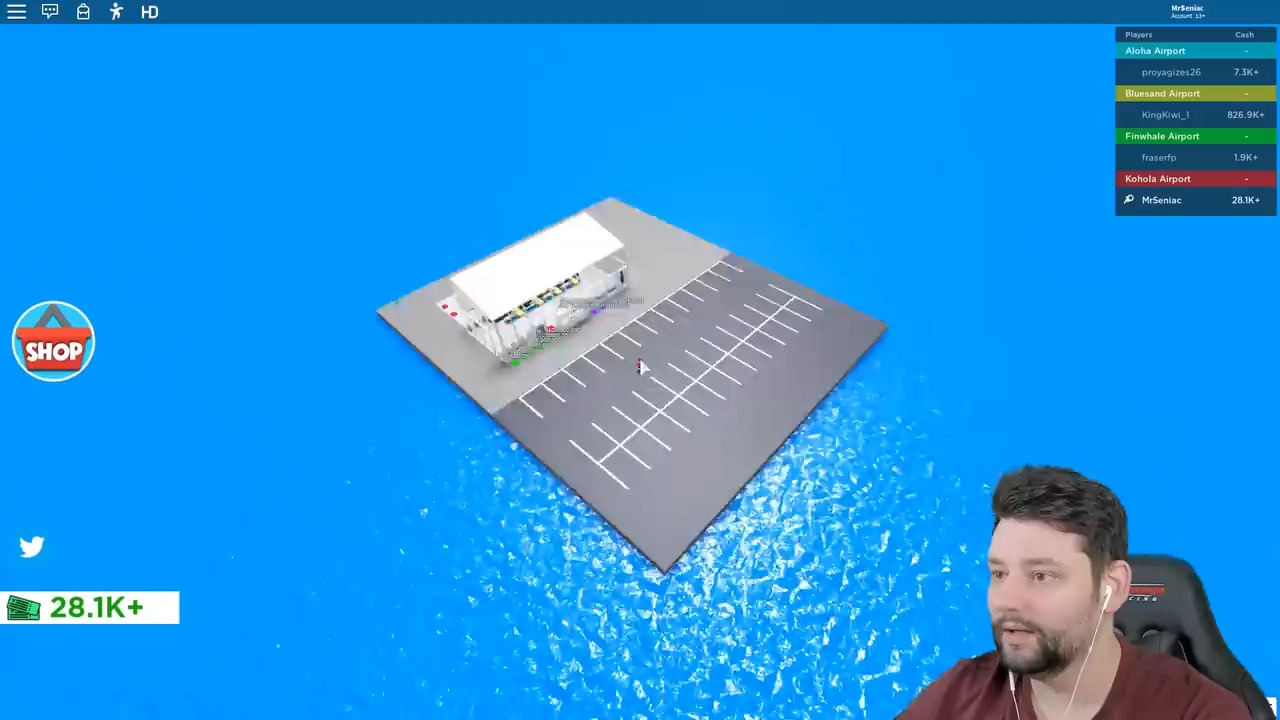 HD
MrSeniac
Account: 13+
Players Cash
Aloha Airport -
proyagizes26 7.3K+
Bluesand Airport -
KingKiwi_1 826.9K+
Finwhale Airport -
fraserfp 1.9K+
Kohola Airport -
MrSeniac 28.1K+
SHOP
28.1K+